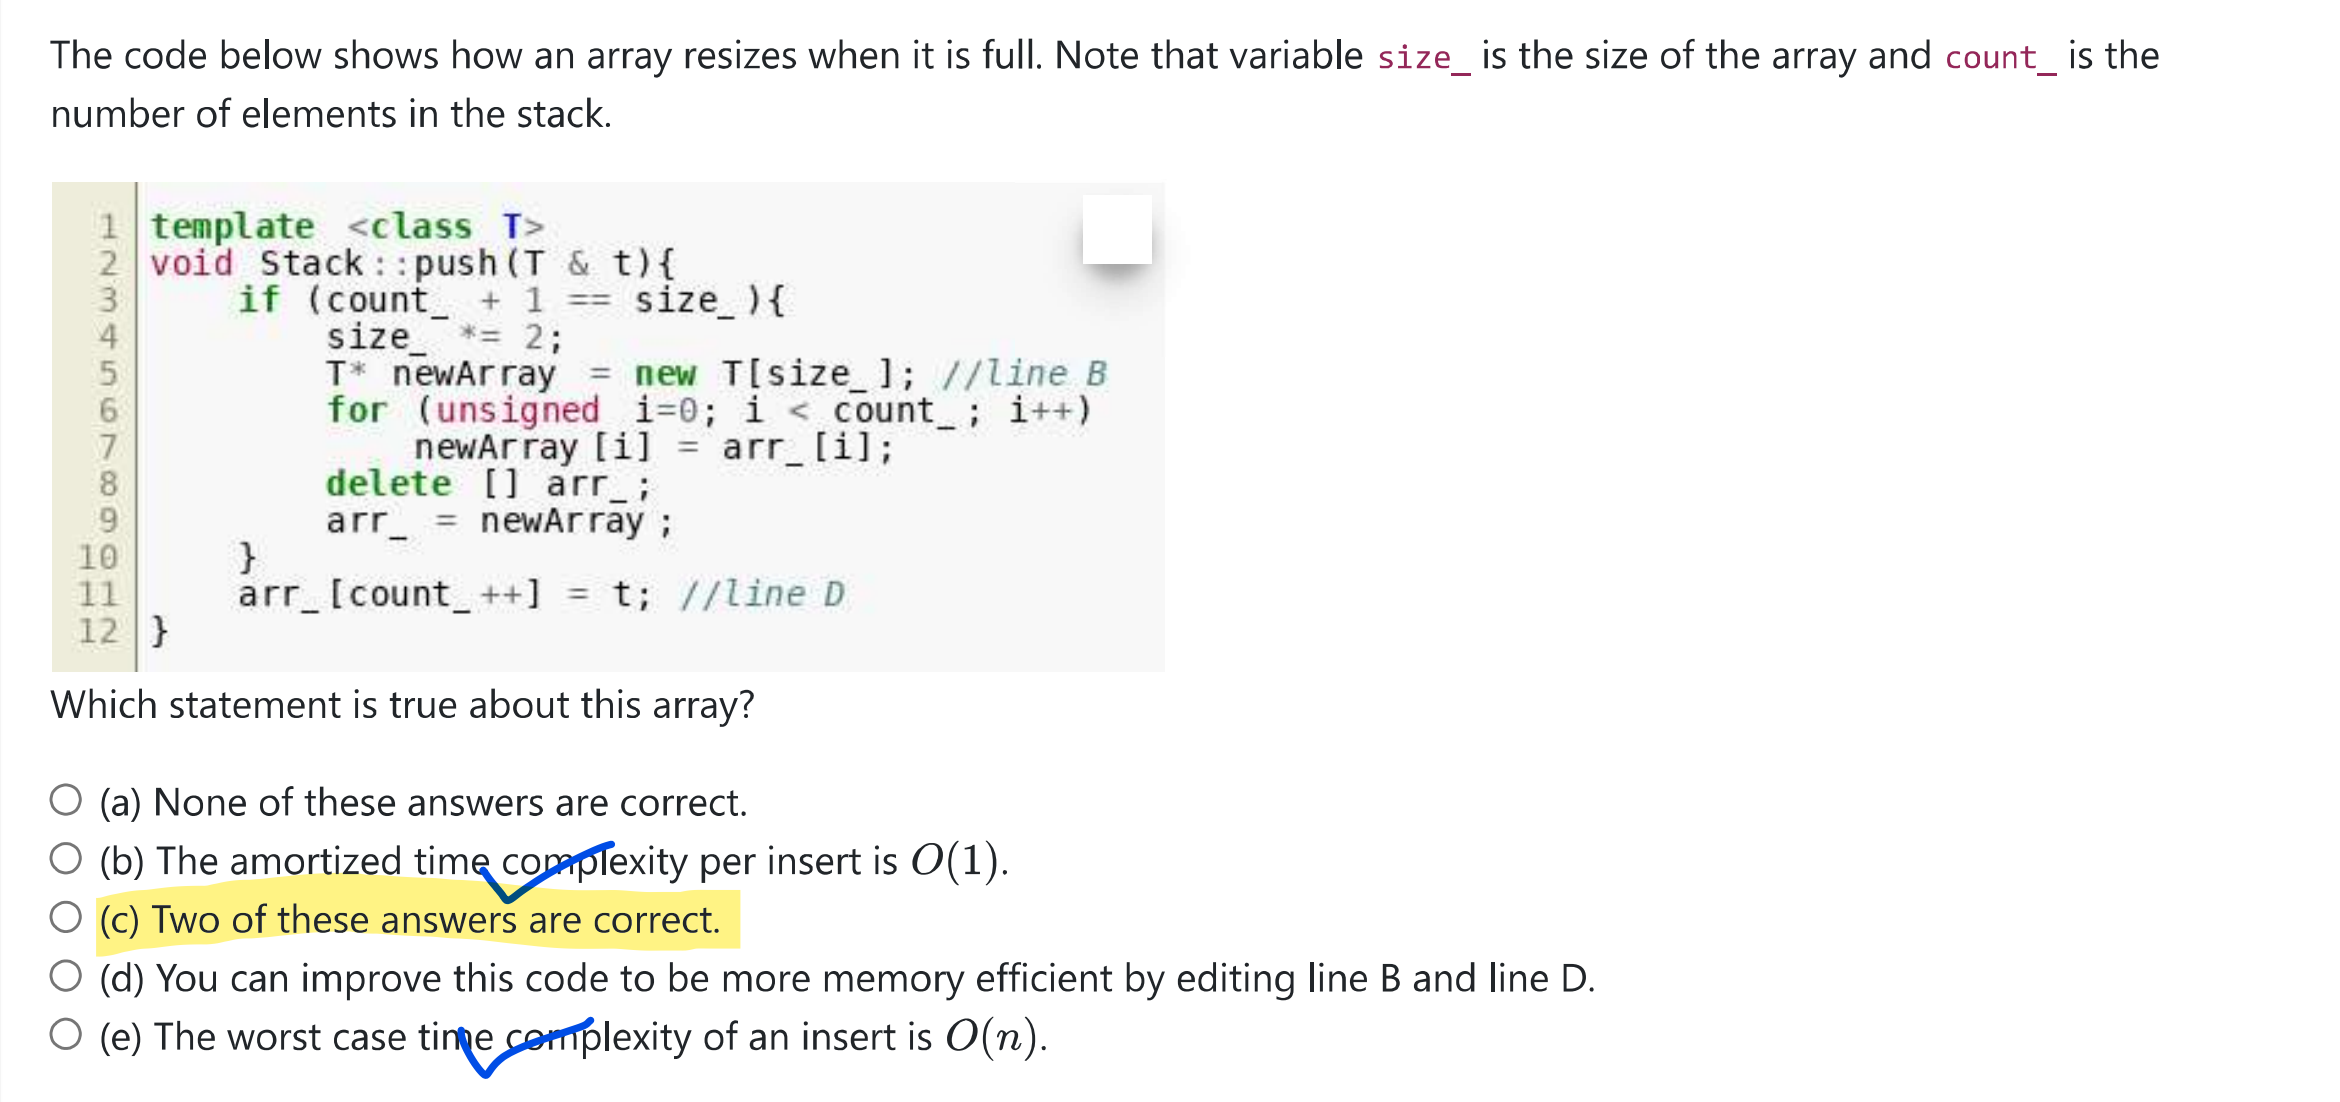 The code below shows how an array resizes when it is full. Note that variable size_ is the size of the array and count_ is the
number of elements in the stack.
1 template <class T>
2 void Stack::push(T & t){
3 if (count_ + 1 == size_){
4 size_ *= 2;
5 T* newArray = new T[size_]; //line B
6 for (unsigned i=0; i < count_; i++)
7 newArray[i] = arr_[i];
8 delete [] arr_;
9 arr_ = newArray;
10 }
11 arr_[count_++] = t; //line D
12 }
Which statement is true about this array?
(a) None of these answers are correct.
(b) The amortized time complexity per insert is O(1).
(c) Two of these answers are correct.
(d) You can improve this code to be more memory efficient by editing line B and line D.
(e) The worst case time complexity of an insert is O(n).